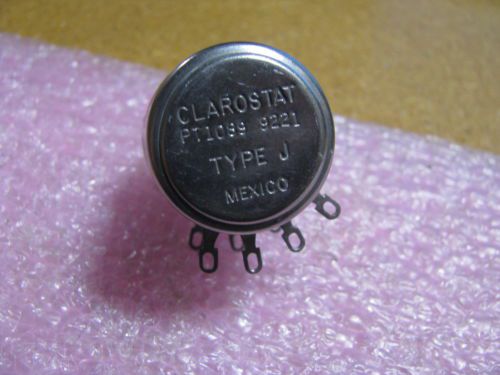 CLAROSTAT
PT1099 9221
TYPE J
MEXICO